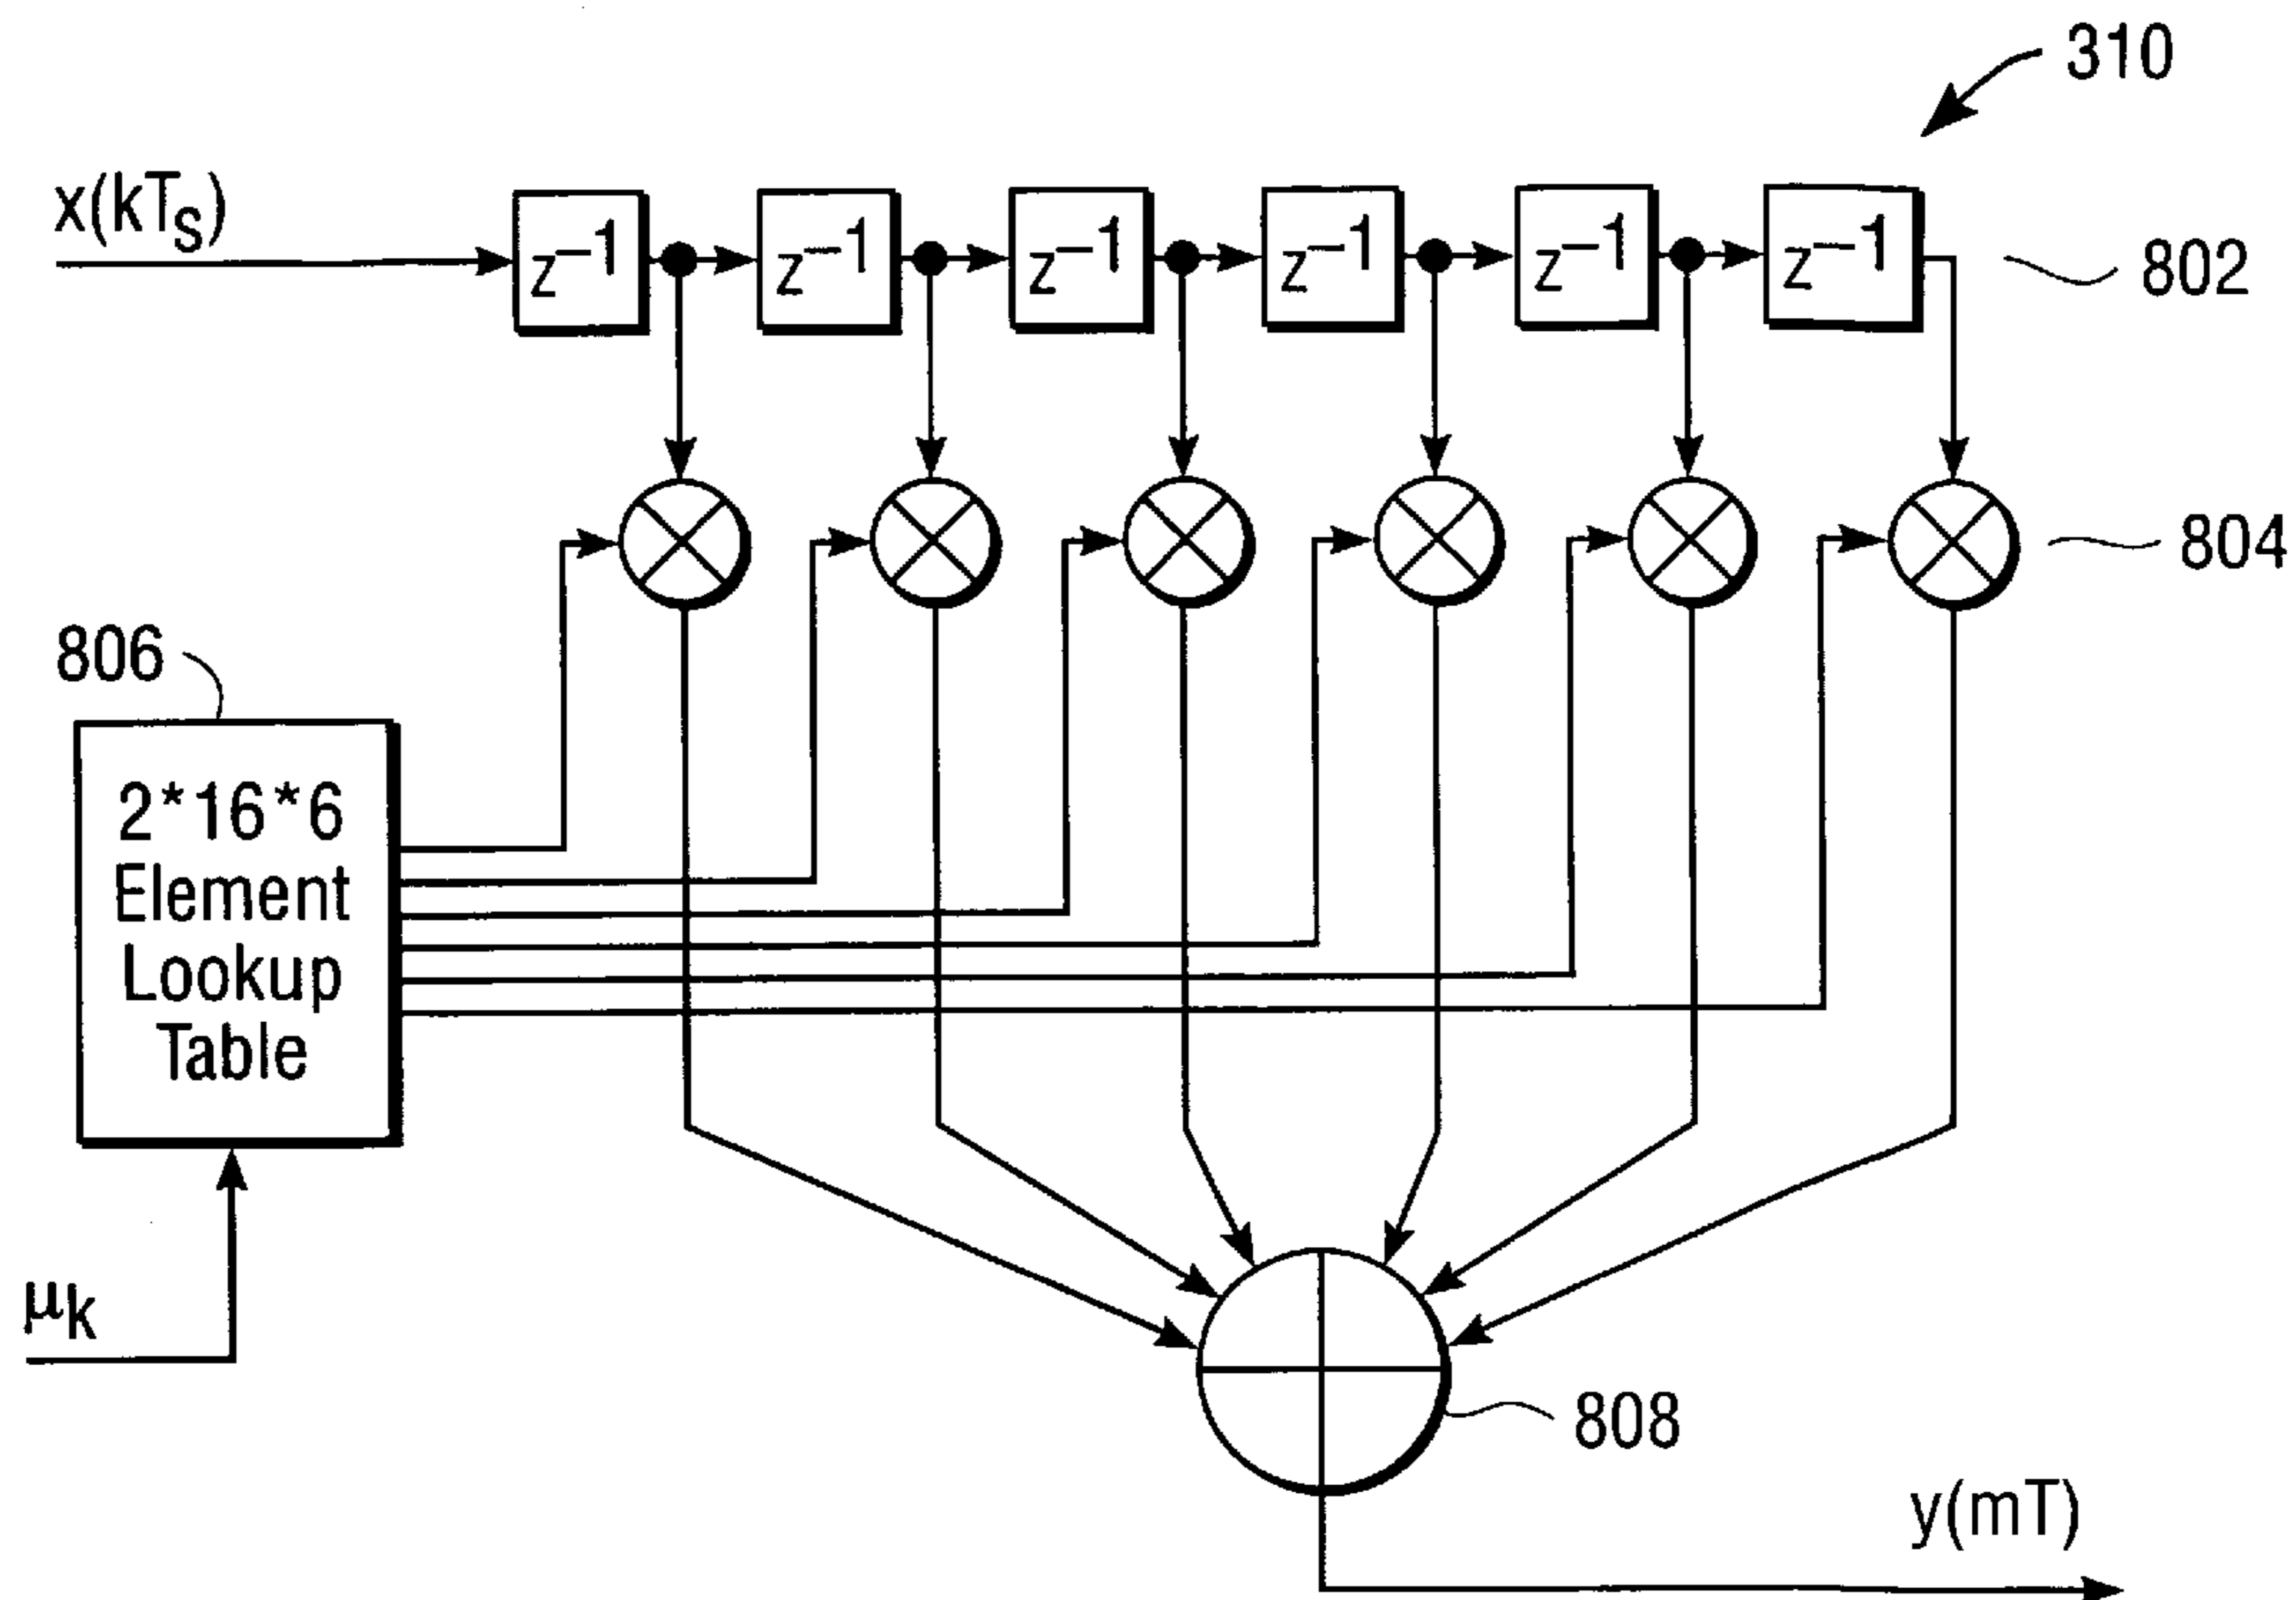 310
x(kTs)
z−1 z−1 z−1 z−1 z−1 z−1
802
804
806
2*16*6
Element
Lookup
Table
μk
808
y(mT)